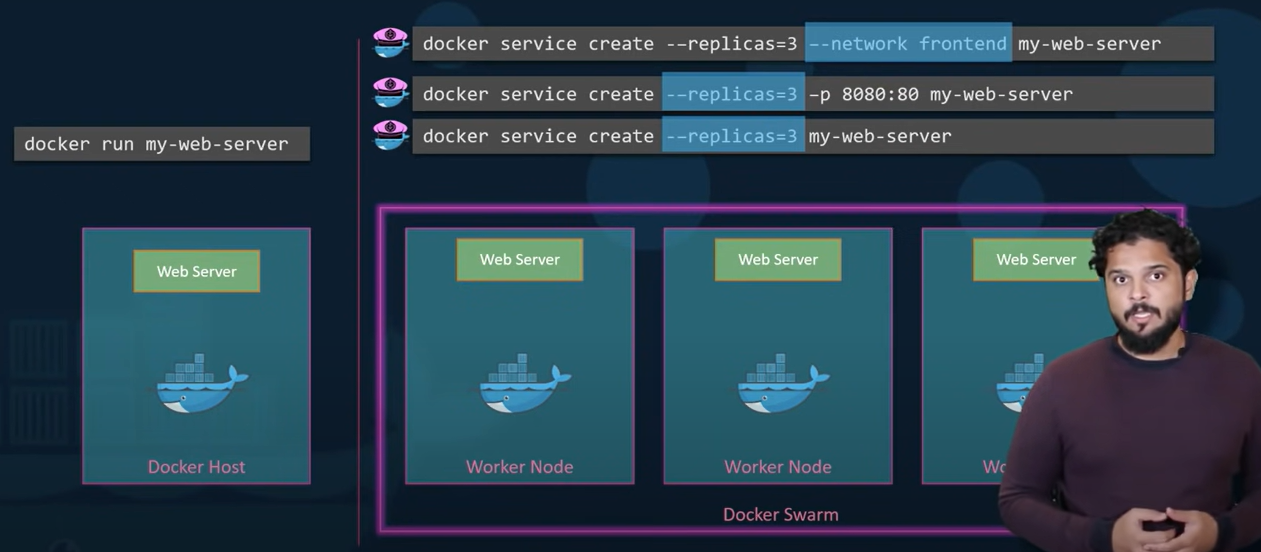 docker service create --replicas=3 --network frontend my-web-server
docker service create --replicas=3 -p 8080:80 my-web-server
docker service create --replicas=3 my-web-server
docker run my-web-server
Web Server
Web Server
Web Server
Web Server
Docker Host
Worker Node
Worker Node
Docker Swarm